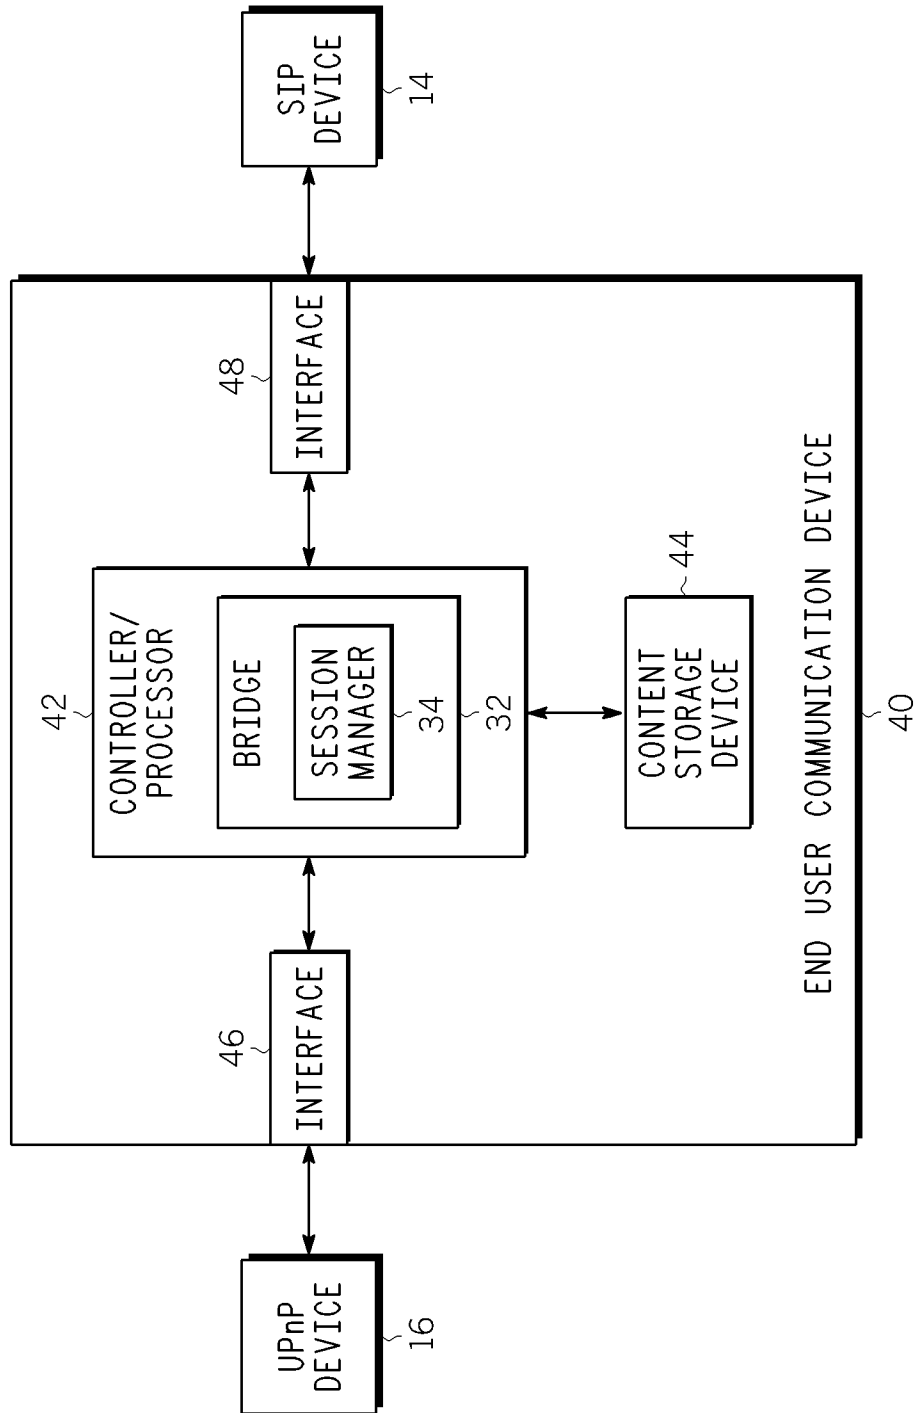 42
CONTROLLER/
PROCESSOR
46
48
BRIDGE
UPnP
DEVICE
16
INTERFACE
SESSION
MANAGER
34
32
INTERFACE
SIP
DEVICE
14
44
CONTENT
STORAGE
DEVICE
END USER COMMUNICATION DEVICE
40